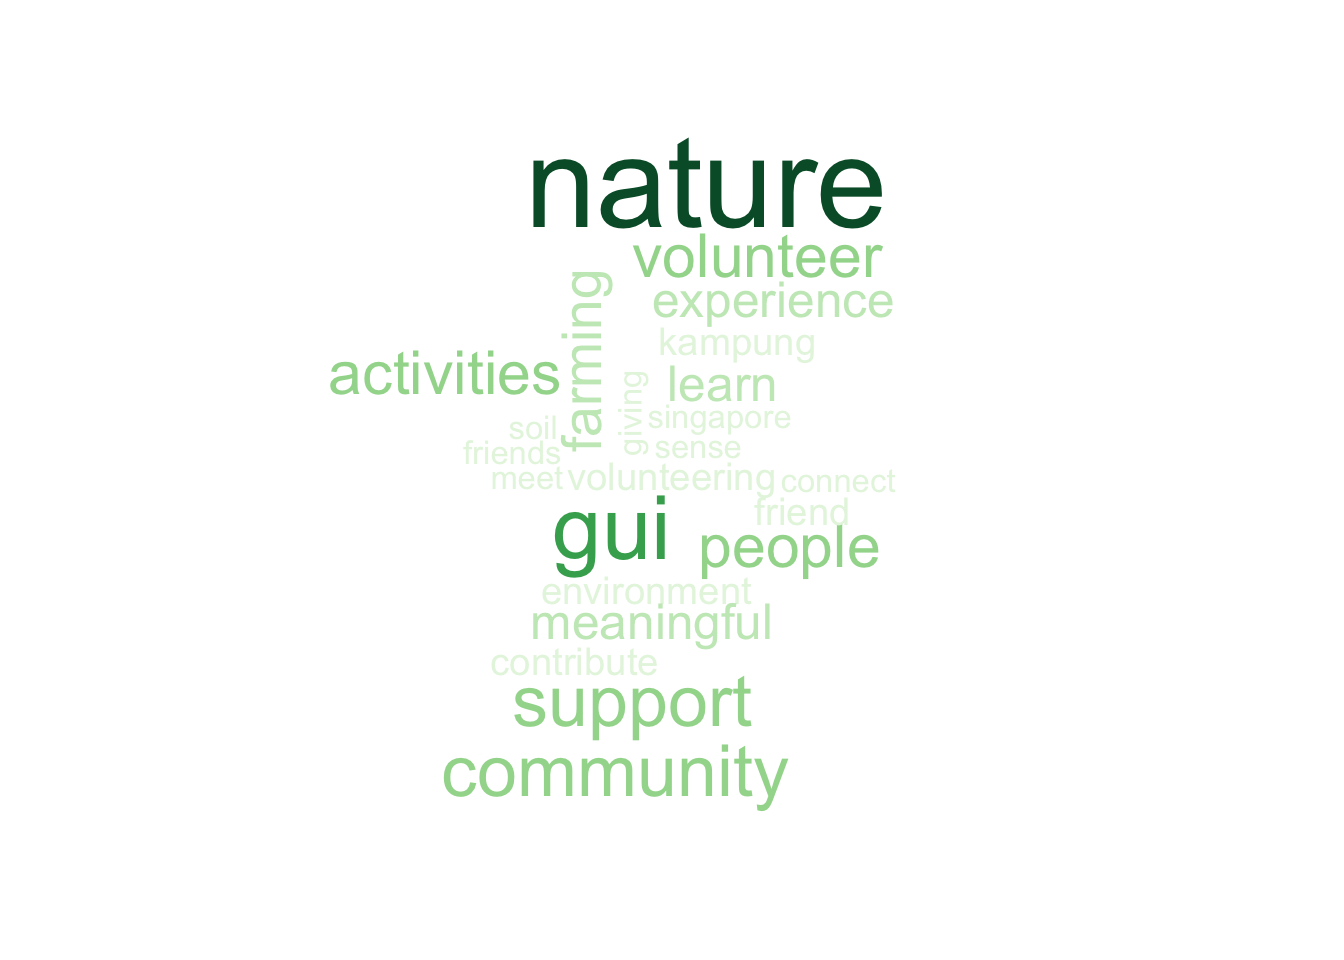 nature
volunteer
farming
experience
kampung
activities
learn
giving
singapore
soil
sense
friends
meet
volunteering
connect
friend
gui
people
environment
meaningful
contribute
support
community